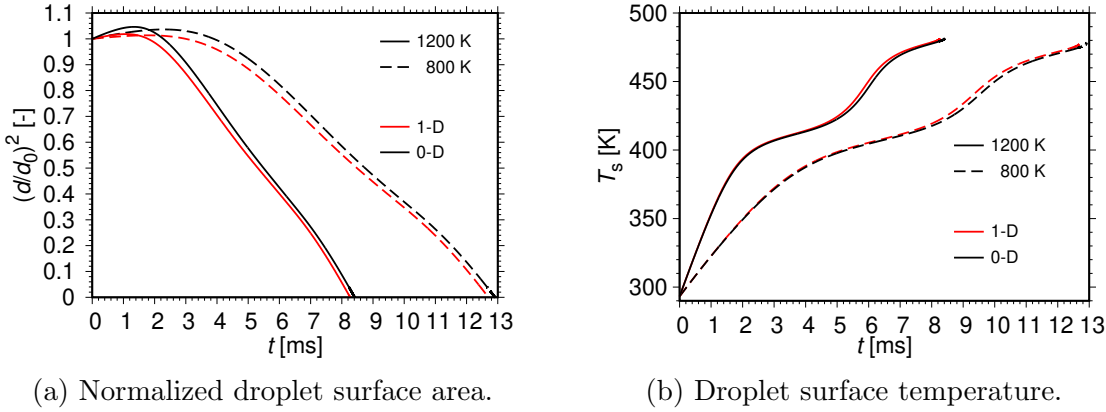 1.1
1
0.9
0.8
0.7
0.6
0.5
0.4
0.3
0.2
0.1
0
(d/d0)2 [-]
1200 K
800 K
1-D
0-D
0 1 2 3 4 5 6 7 8 9 10 11 12 13
t [ms]
(a) Normalized droplet surface area.
500
450
400
350
300
Ts [K]
1200 K
800 K
1-D
0-D
0 1 2 3 4 5 6 7 8 9 10 11 12 13
t [ms]
(b) Droplet surface temperature.